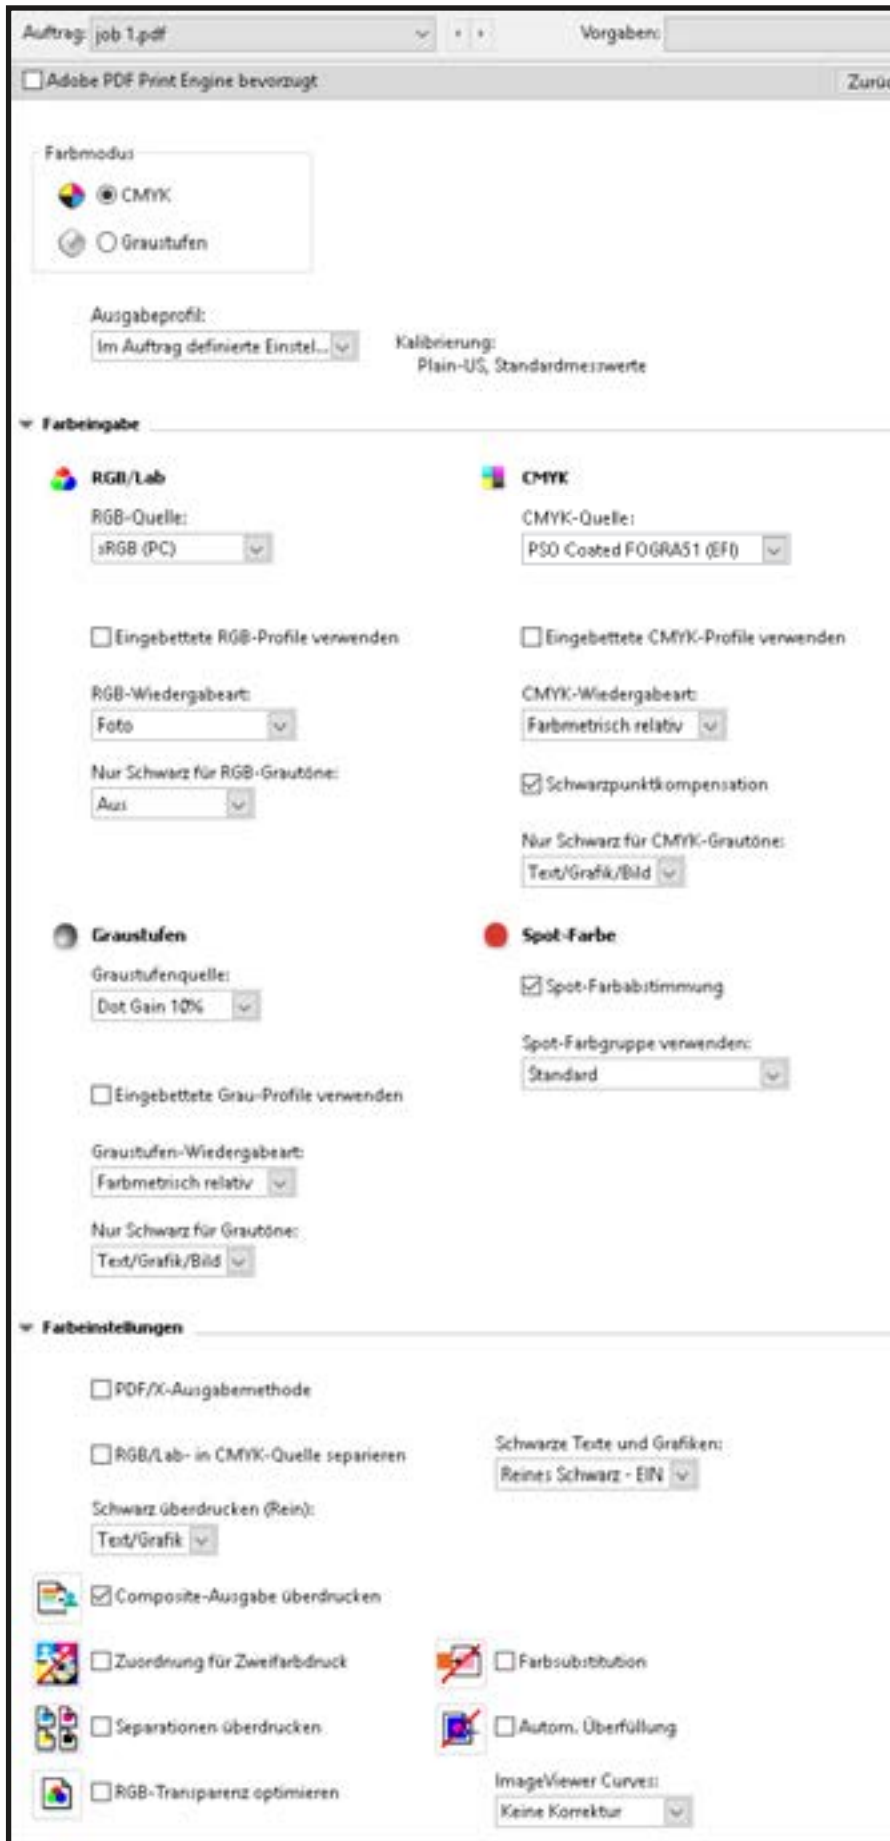 Auftrag: job 1.pdf Vorgaben:
Adobe PDF Print Engine bevorzugt
Farbmodus
CMYK
Graustufen
Ausgabeprofil:
Im Auftrag definierte Einstel...
Kalibrierung:
Plain-US, Standardmesswerte
Farbeingabe
RGB/Lab
RGB-Quelle:
sRGB (PC)
Eingebettete RGB-Profile verwenden
RGB-Wiedergabeart:
Foto
Nur Schwarz für RGB-Grautöne:
Aus
CMYK
CMYK-Quelle:
PSO Coated FOGRA51 (EFI)
Eingebettete CMYK-Profile verwenden
CMYK-Wiedergabeart:
Farbmetrisch relativ
Schwarzpunktkompensation
Nur Schwarz für CMYK-Grautöne:
Text/Grafik/Bild
Graustufen
Graustufenquelle:
Dot Gain 10%
Eingebettete Grau-Profile verwenden
Graustufen-Wiedergabeart:
Farbmetrisch relativ
Nur Schwarz für Grautöne:
Text/Grafik/Bild
Spot-Farbe
Spot-Farbabstimmung
Spot-Farbgruppe verwenden:
Standard
Farbeinstellungen
PDF/X-Ausgabemethode
RGB/Lab- in CMYK-Quelle separieren
Schwarze Texte und Grafiken:
Reines Schwarz - EIN
Schwarz überdrucken (Rein):
Text/Grafik
Composite-Ausgabe überdrucken
Zuordnung für Zweifarbdruck
Farbsubstitution
Separationen überdrucken
Autom. Überfüllung
RGB-Transparenz optimieren
ImageViewer Curves:
Keine Korrektur